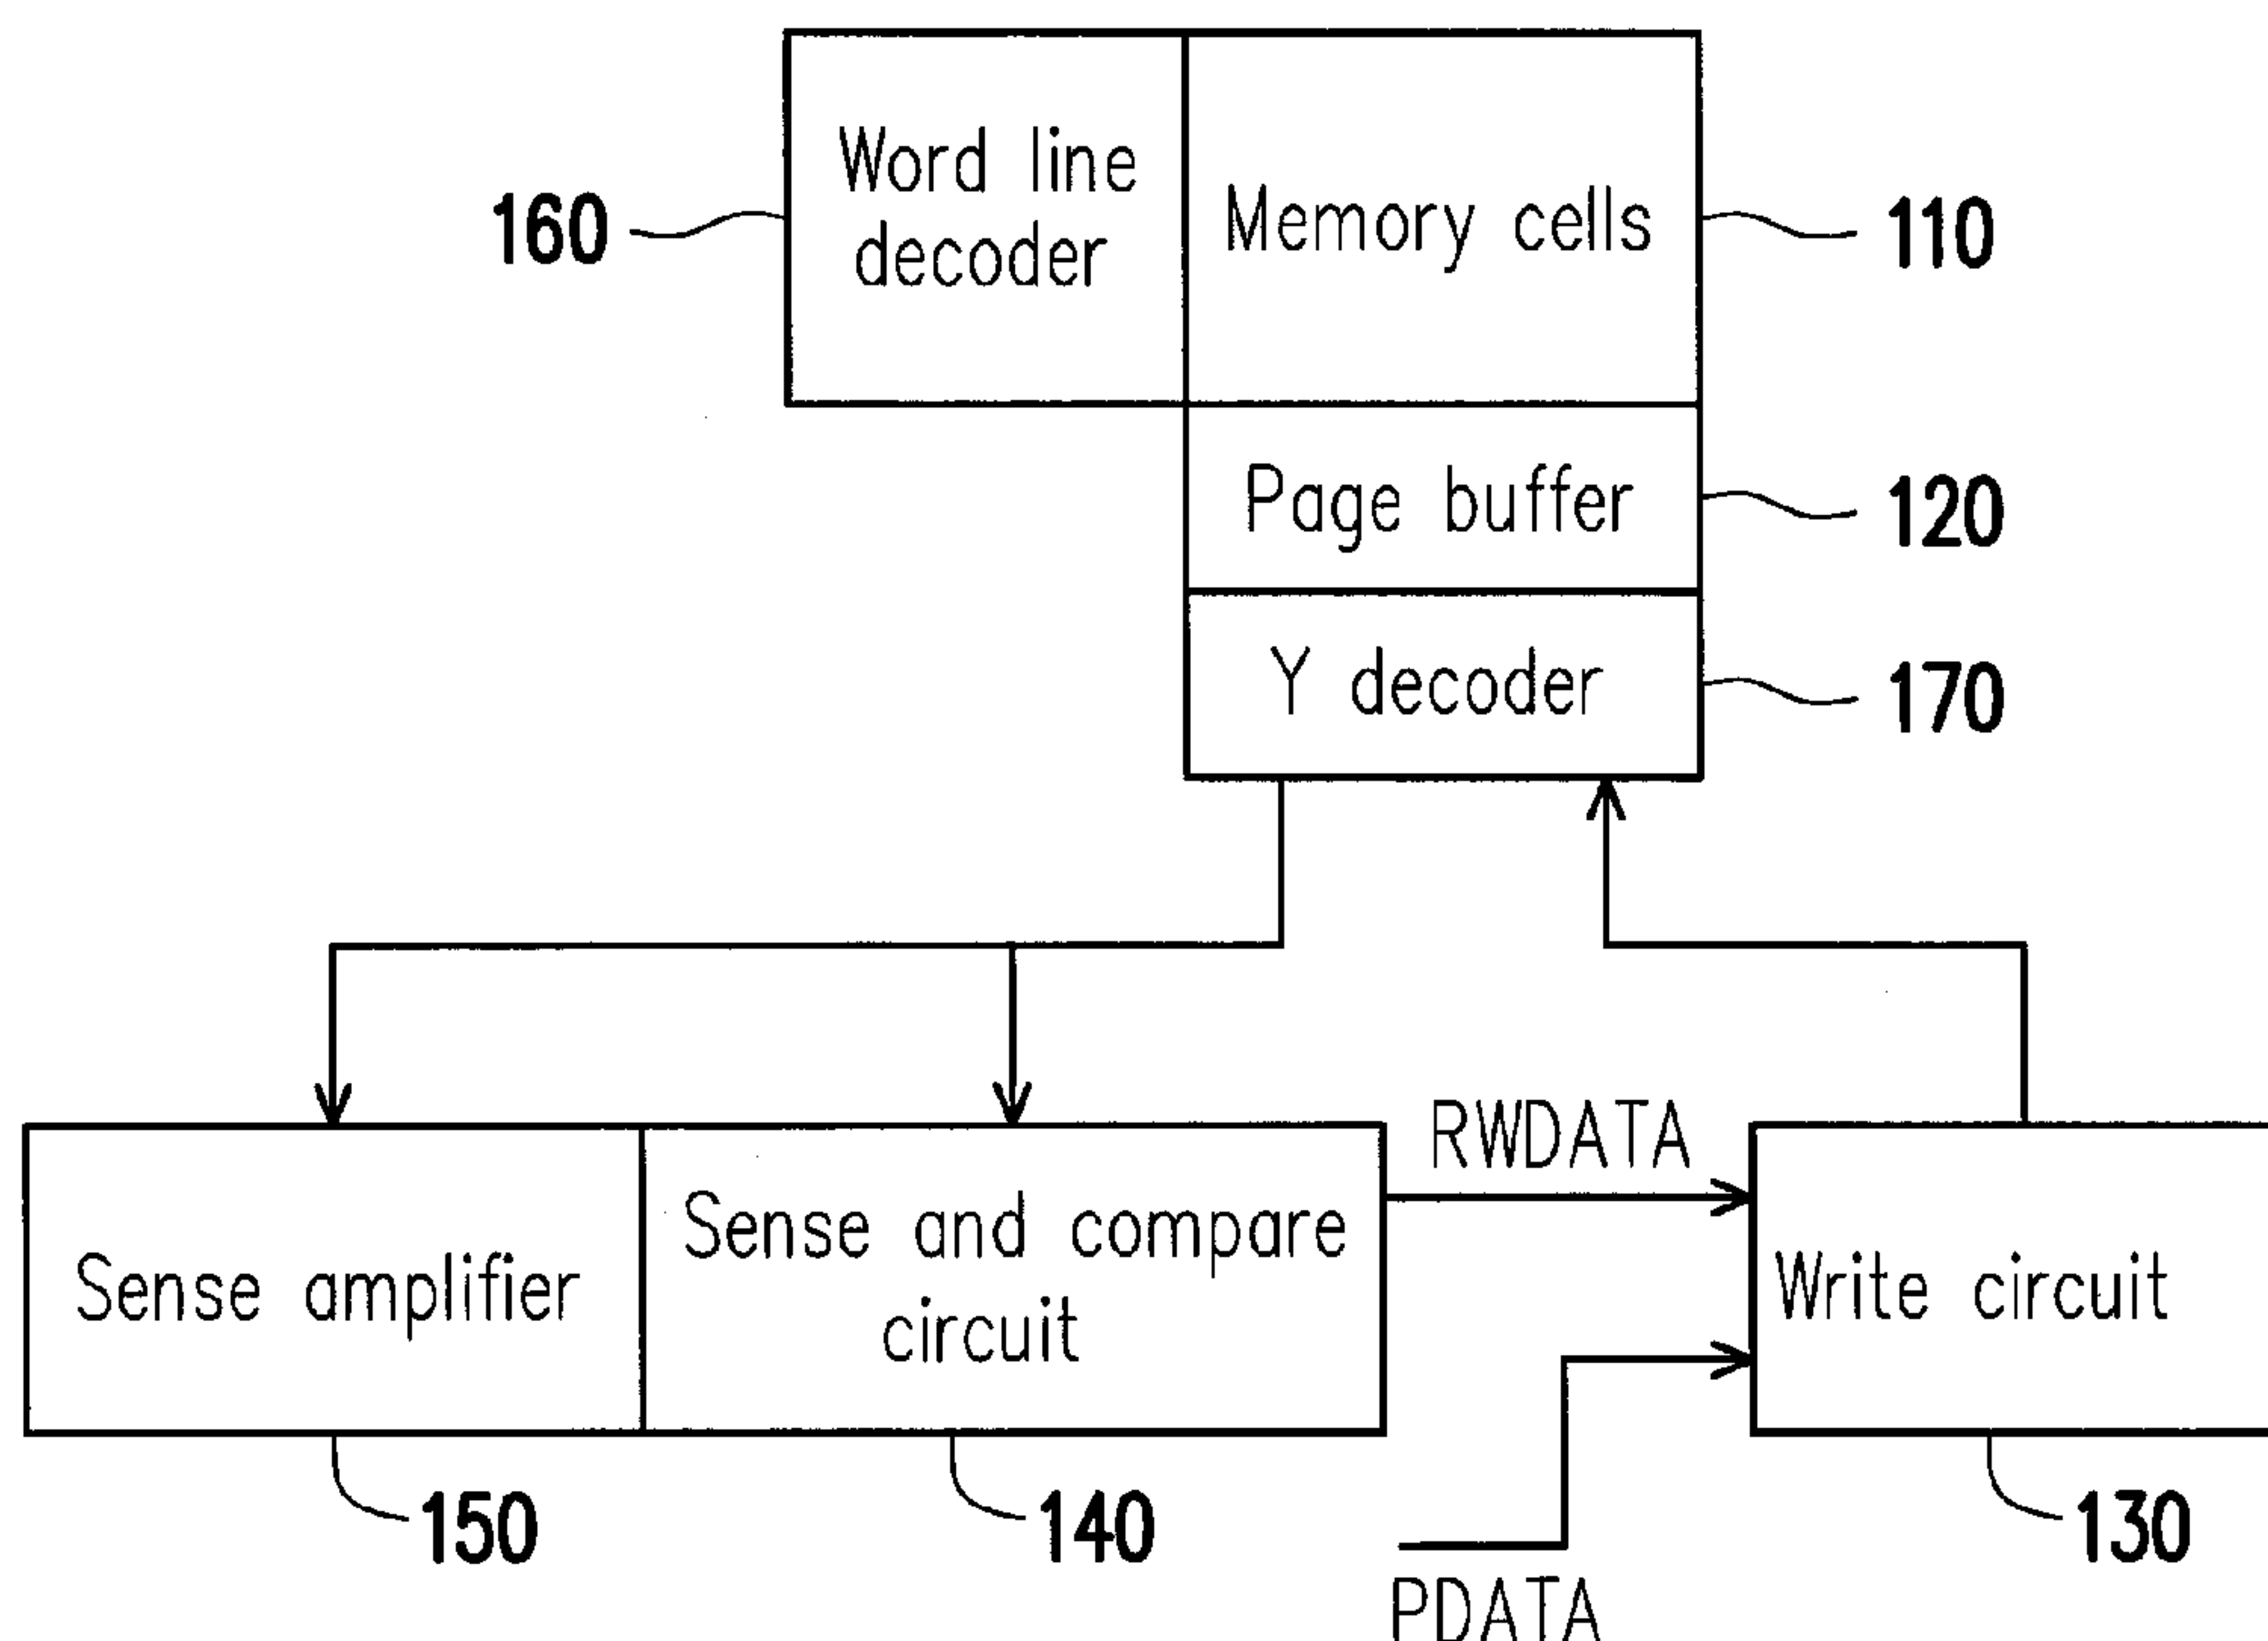 Word line
decoder
Memory cells
160
110
Page buffer
120
Y decoder
170
RWDATA
Sense amplifier
Sense and compare
circuit
Write circuit
150
140
130
PDATA